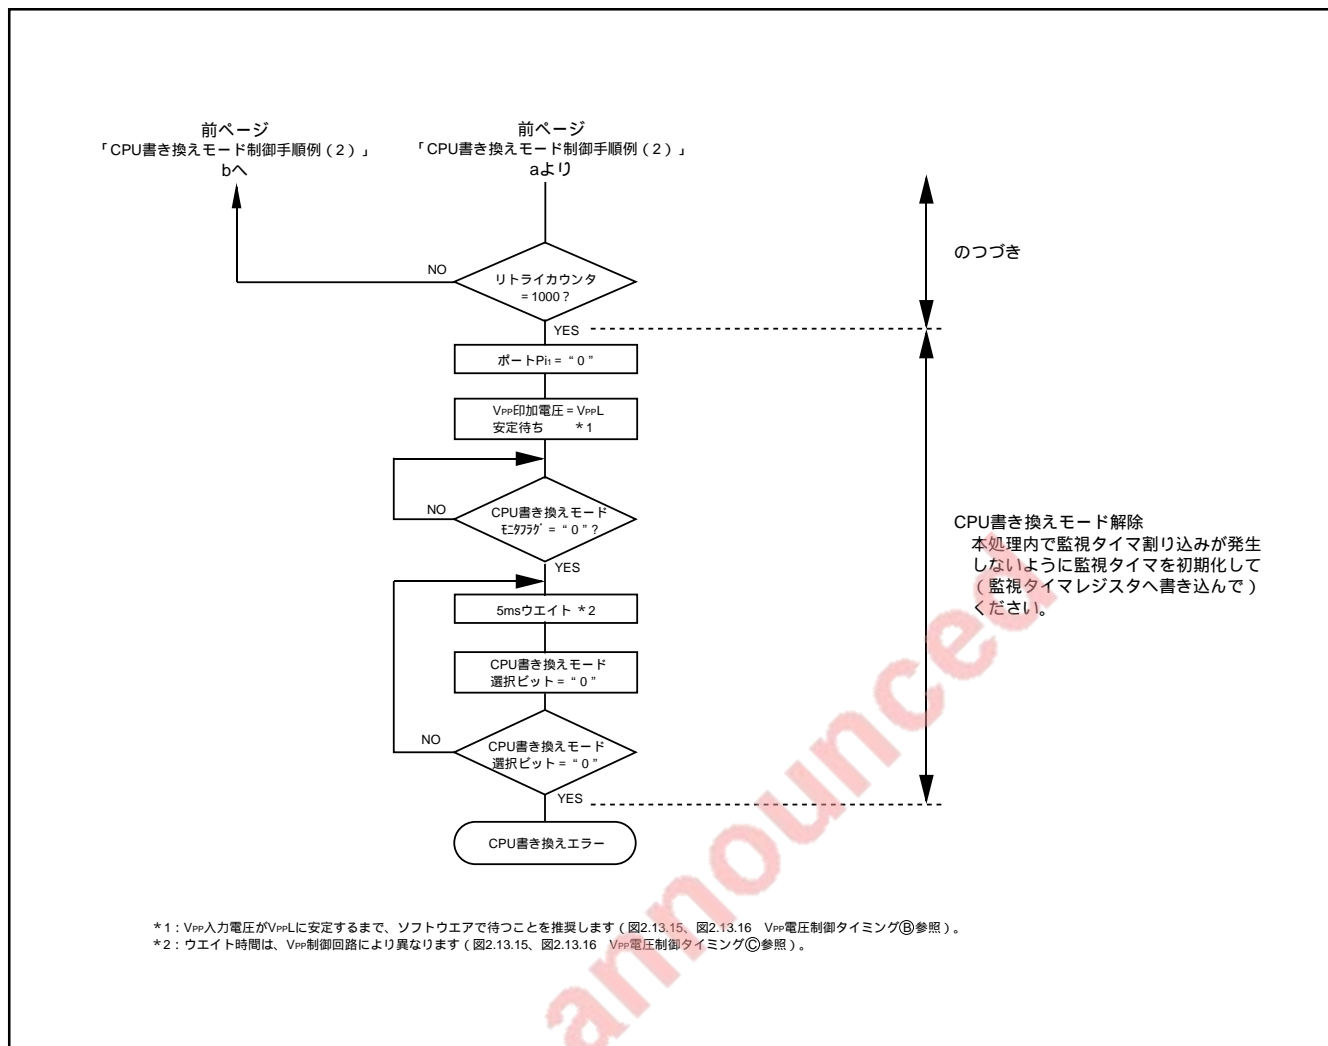 前ページ
「CPU書き換えモード制御手順例(2)」
bへ
前ページ
「CPU書き換えモード制御手順例(2)」
aより
のつづき
NO
リトライカウンタ
=1000?
YES
ポートPi1=“0”
VPP印加電圧=VPPL
安定待ち *1
NO
CPU書き換えモード
ﾓﾆﾀﾌﾗｸﾞ=“0”?
YES
CPU書き換えモード解除
本処理内で監視タイマ割り込みが発生
しないように監視タイマを初期化して
(監視タイマレジスタへ書き込んで)
ください。
5msウエイト *2
CPU書き換えモード
選択ビット=“0”
NO
CPU書き換えモード
選択ビット=“0”
YES
CPU書き換えエラー
*1:VPP入力電圧がVPPLに安定するまで、ソフトウエアで待つことを推奨します(図2.13.15、図2.13.16 VPP電圧制御タイミングⒷ参照)。
*2:ウエイト時間は、VPP制御回路により異なります(図2.13.15、図2.13.16 VPP電圧制御タイミングⒸ参照)。
announced